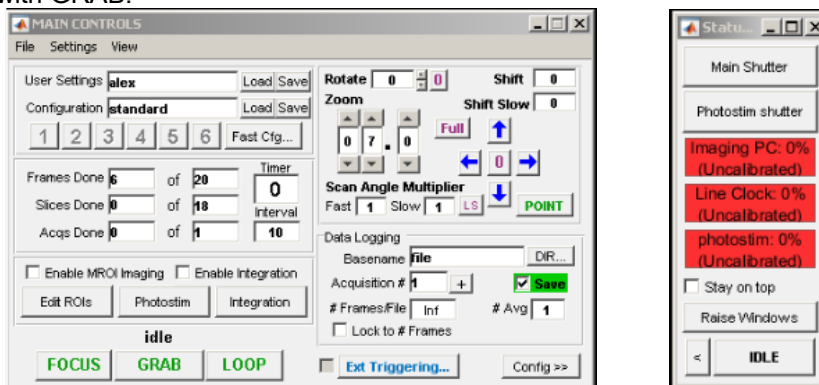 with GRAB.
MAIN CONTROLS
File Settings View
User Settings alex Load Save
Configuration standard Load Save
1 2 3 4 5 6 Fast Cfg...
Frames Done 6 of 20
Slices Done 0 of 18
Acqs Done 0 of 1
Timer
0
Interval
10
Enable MROI Imaging Enable Integration
Edit ROIs Photostim Integration
idle
FOCUS GRAB LOOP
Rotate 0 0 Shift 0
Zoom Shift Slow 0
Full
0 7 . 0 0
Scan Angle Multiplier
Fast 1 Slow 1 LS POINT
Data Logging
Basename file DIR...
Acquisition # 1 + Save
# Frames/File Inf # Avg 1
Lock to # Frames
Ext Triggering... Config >>
Statu...
Main Shutter
Photostim shutter
Imaging PC: 0%
(Uncalibrated)
Line Clock: 0%
(Uncalibrated)
photostim: 0%
(Uncalibrated)
Stay on top
Raise Windows
< IDLE